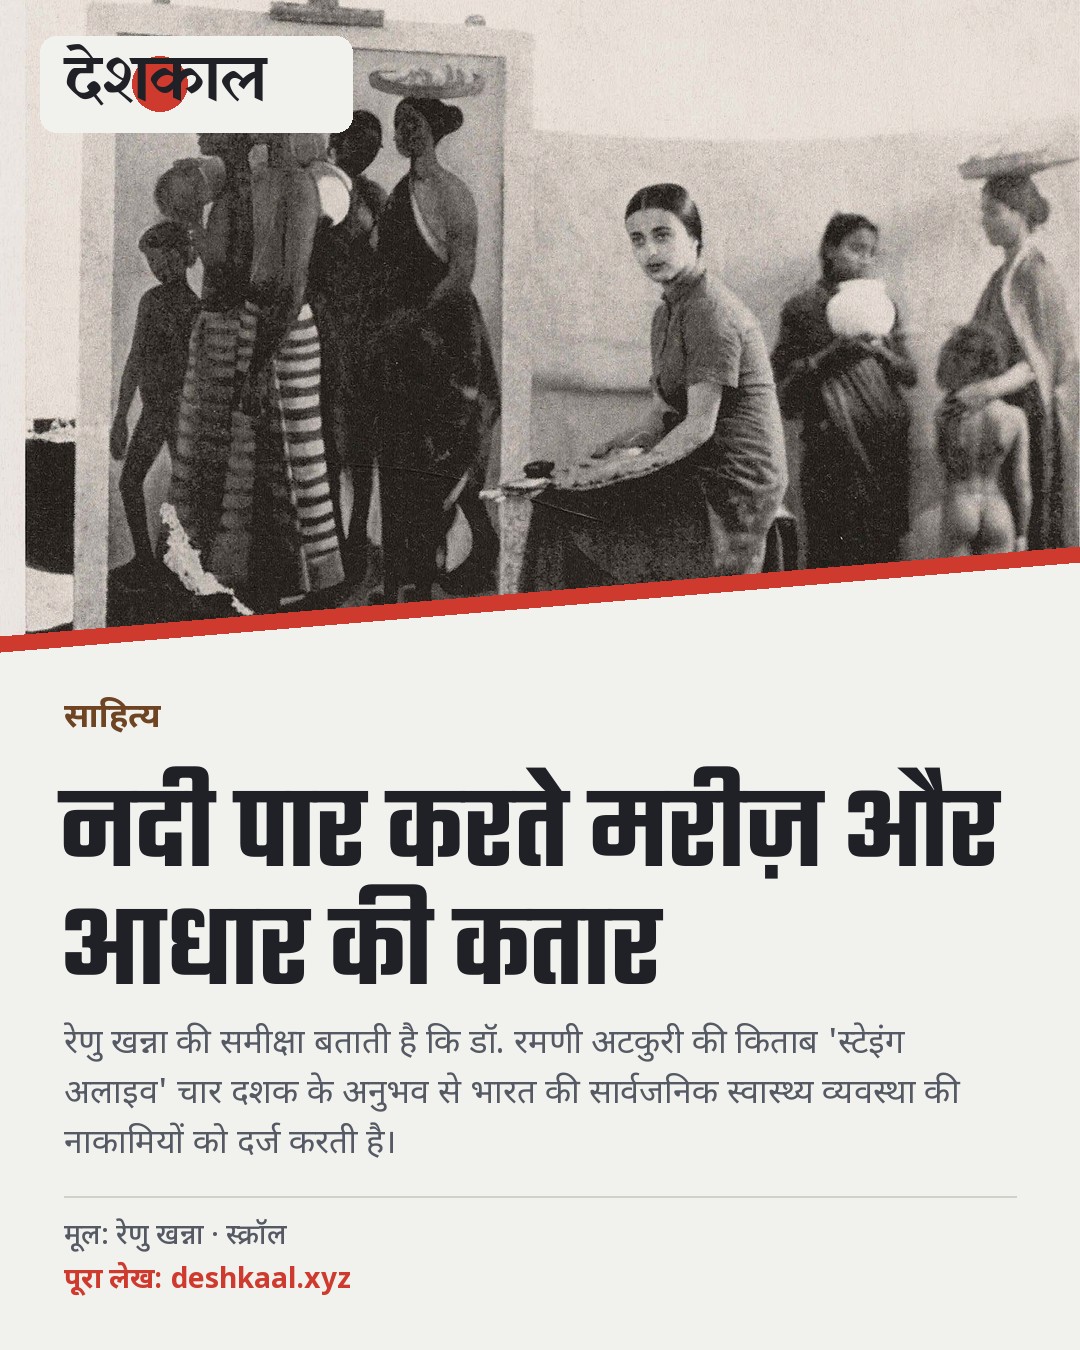 देशकाल
साहित्य
नदी पार करते मरीज़ और
आधार की कतार
रेणु खन्ना की समीक्षा बताती है कि डॉ. रमणी अटकुरी की किताब 'स्टेइंग
अलाइव' चार दशक के अनुभव से भारत की सार्वजनिक स्वास्थ्य व्यवस्था की
नाकामियों को दर्ज करती है।
मूल: रेणु खन्ना · स्क्रॉल
पूरा लेख: deshkaal.xyz